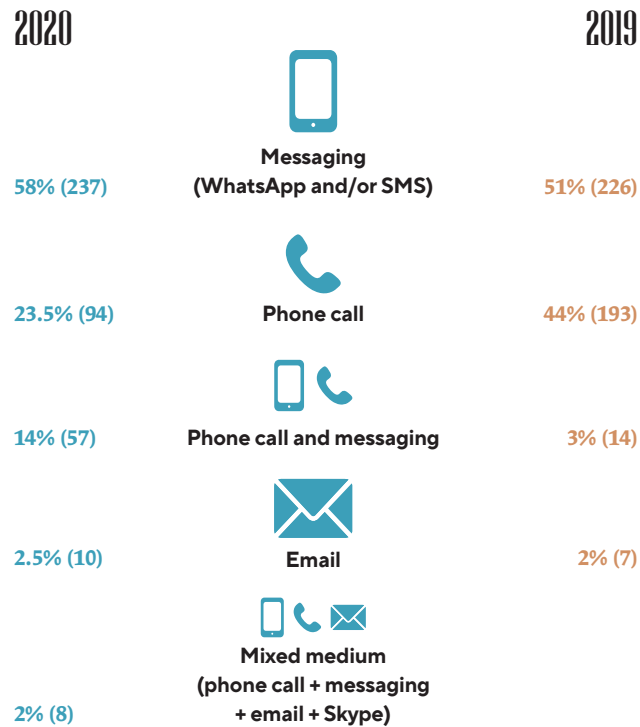 2020
2019
Messaging
(WhatsApp and/or SMS)
58% (237)
51% (226)
23.5% (94)
Phone call
44% (193)
14% (57)
Phone call and messaging
3% (14)
2.5% (10)
Email
2% (7)
Mixed medium
(phone call + messaging
+ email + Skype)
2% (8)